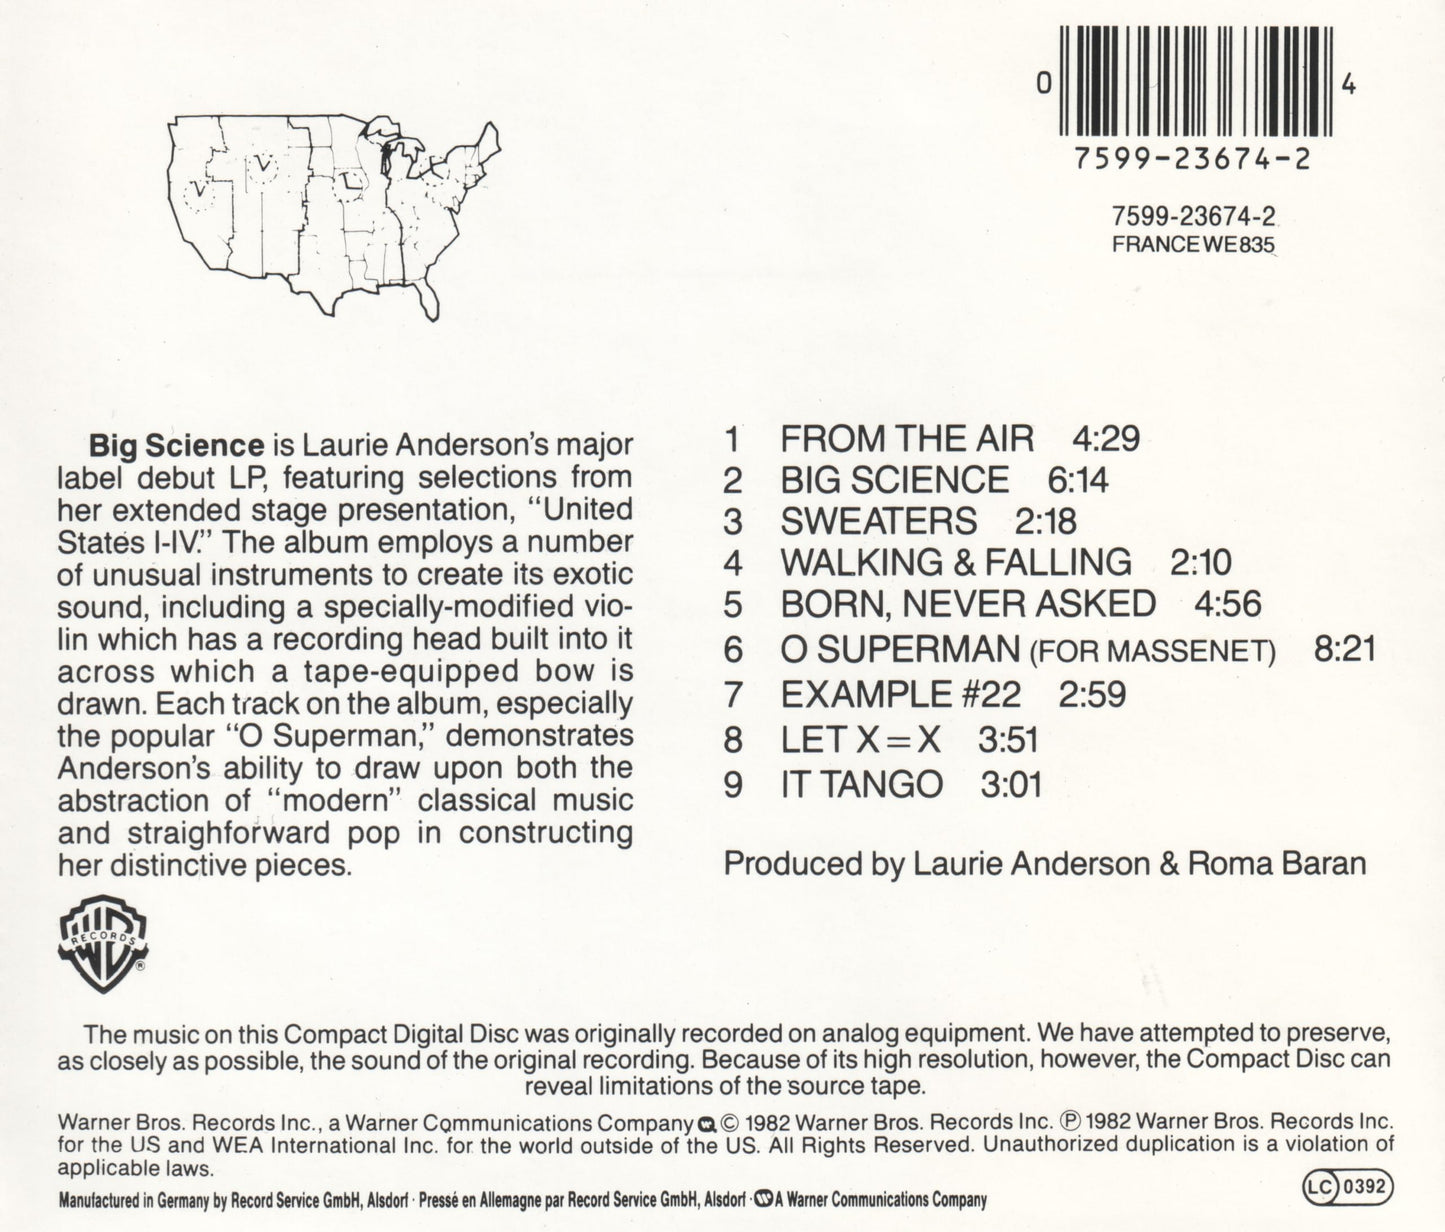 0 4
7599-23674-2
7599-23674-2
FRANCE WE 835
Big Science is Laurie Anderson's major
label debut LP, featuring selections from
her extended stage presentation, “United
States I-IV.” The album employs a number
of unusual instruments to create its exotic
sound, including a specially-modified vio-
lin which has a recording head built into it
across which a tape-equipped bow is
drawn. Each track on the album, especially
the popular “O Superman,” demonstrates
Anderson's ability to draw upon both the
abstraction of “modern” classical music
and straighforward pop in constructing
her distinctive pieces.
1 FROM THE AIR 4:29
2 BIG SCIENCE 6:14
3 SWEATERS 2:18
4 WALKING & FALLING 2:10
5 BORN, NEVER ASKED 4:56
6 O SUPERMAN (FOR MASSENET) 8:21
7 EXAMPLE #22 2:59
8 LET X=X 3:51
9 IT TANGO 3:01
Produced by Laurie Anderson & Roma Baran
RECORDS ®
The music on this Compact Digital Disc was originally recorded on analog equipment. We have attempted to preserve,
as closely as possible, the sound of the original recording. Because of its high resolution, however, the Compact Disc can
reveal limitations of the source tape.
Warner Bros. Records Inc., a Warner Communications Company © 1982 Warner Bros. Records Inc. ℗ 1982 Warner Bros. Records Inc.
for the US and WEA International Inc. for the world outside of the US. All Rights Reserved. Unauthorized duplication is a violation of
applicable laws.
Manufactured in Germany by Record Service GmbH, Alsdorf · Pressé en Allemagne par Record Service GmbH, Alsdorf · A Warner Communications Company
LC 0392